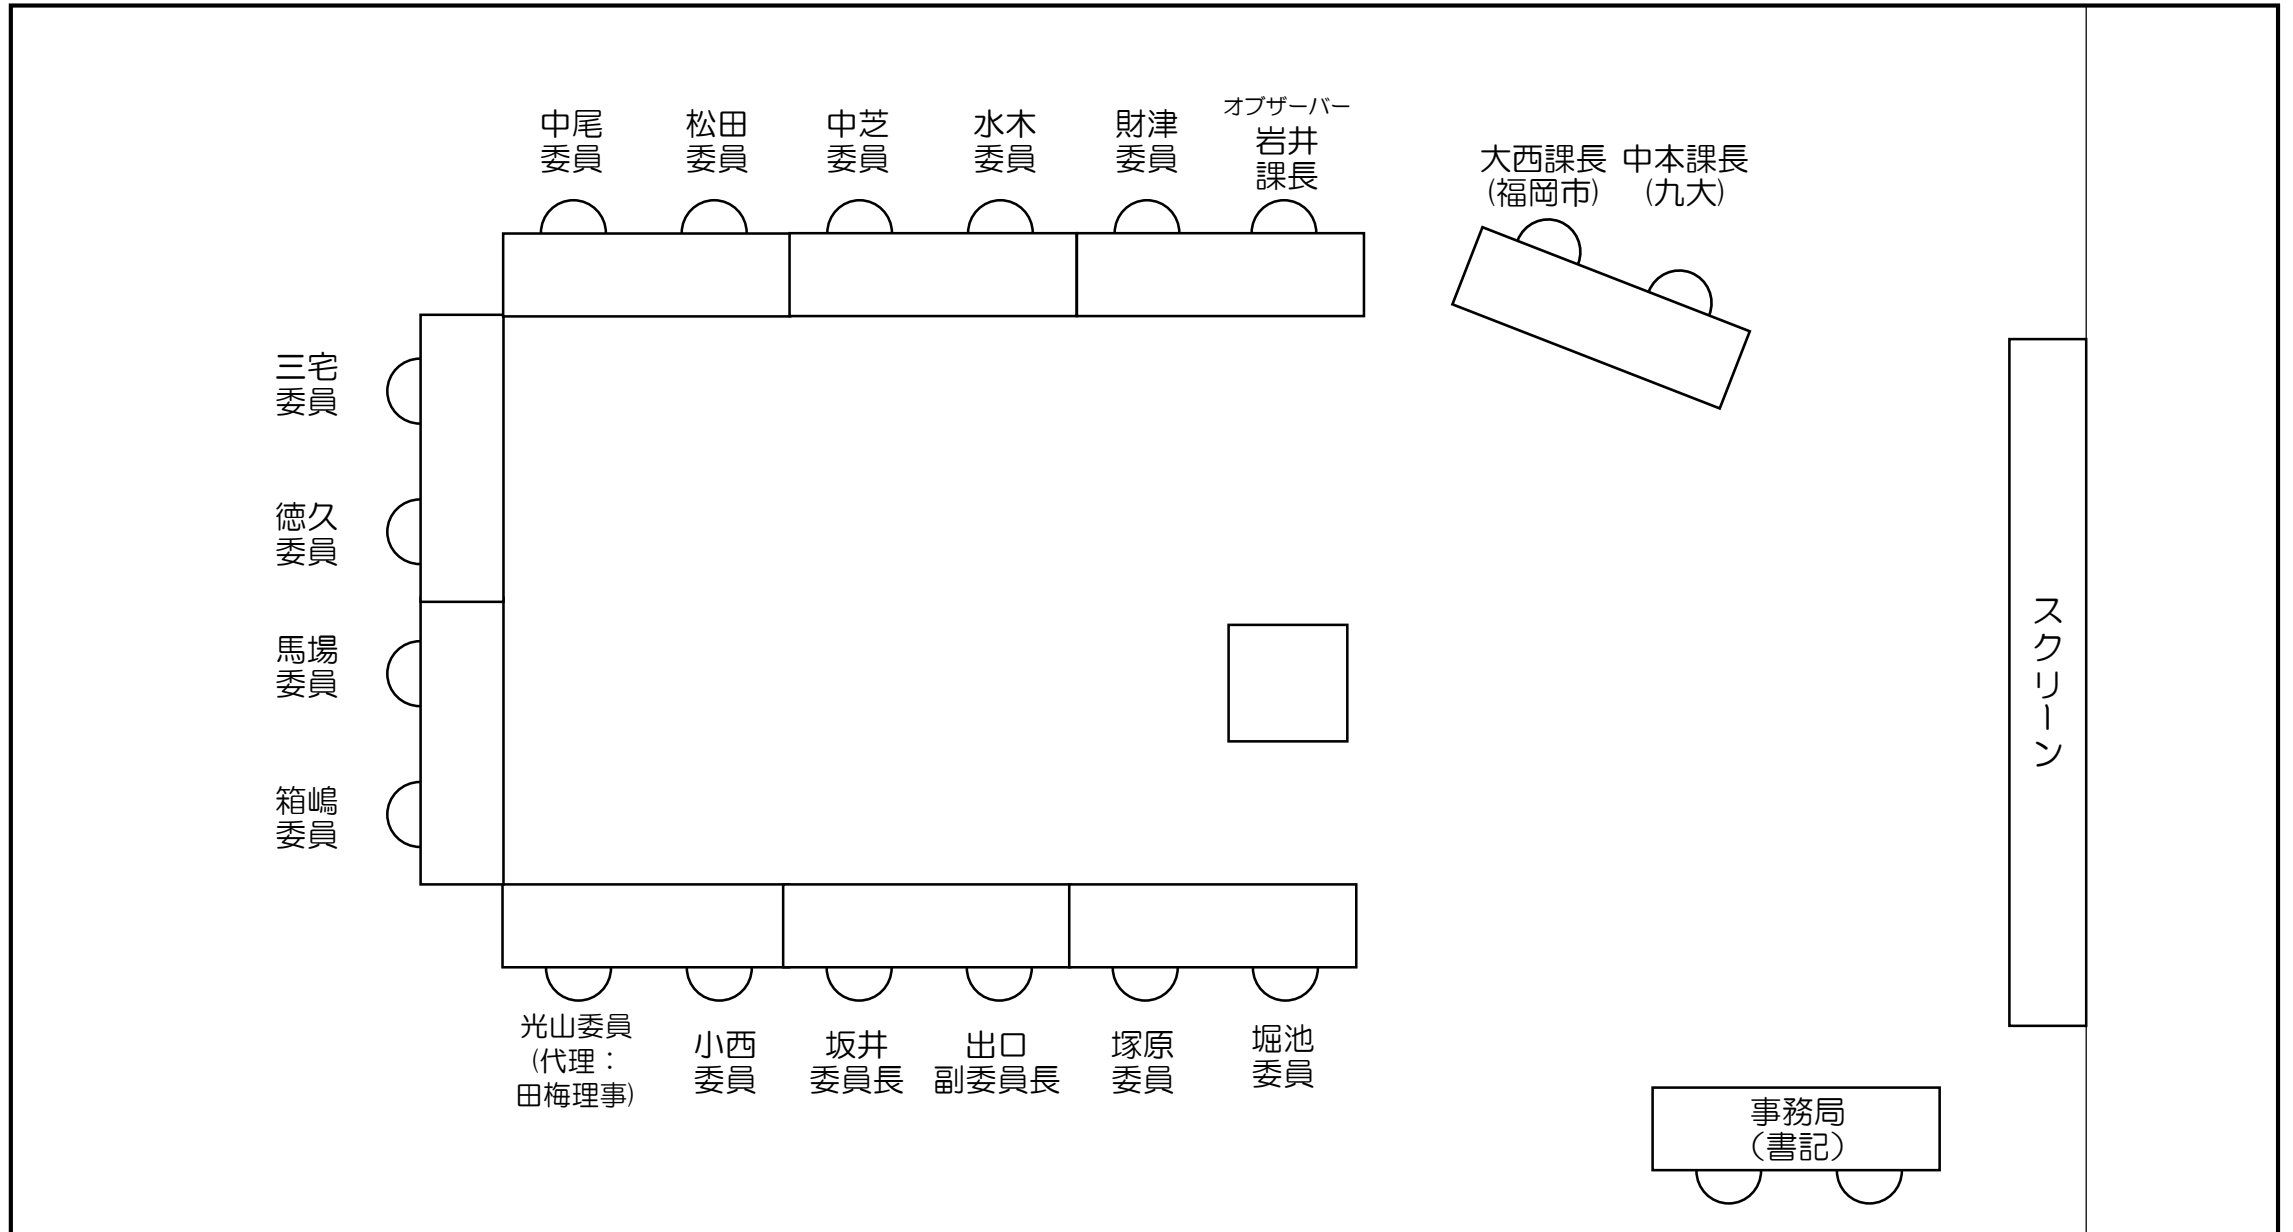 中尾
委員
松田
委員
中芝
委員
水木
委員
財津
委員
オブザーバー
岩井
課長
大西課長
(福岡市)
中本課長
(九大)
三宅
委員
徳久
委員
馬場
委員
箱嶋
委員
スクリーン
光山委員
(代理：
田梅理事)
小西
委員
坂井
委員長
出口
副委員長
塚原
委員
堀池
委員
事務局
（書記）